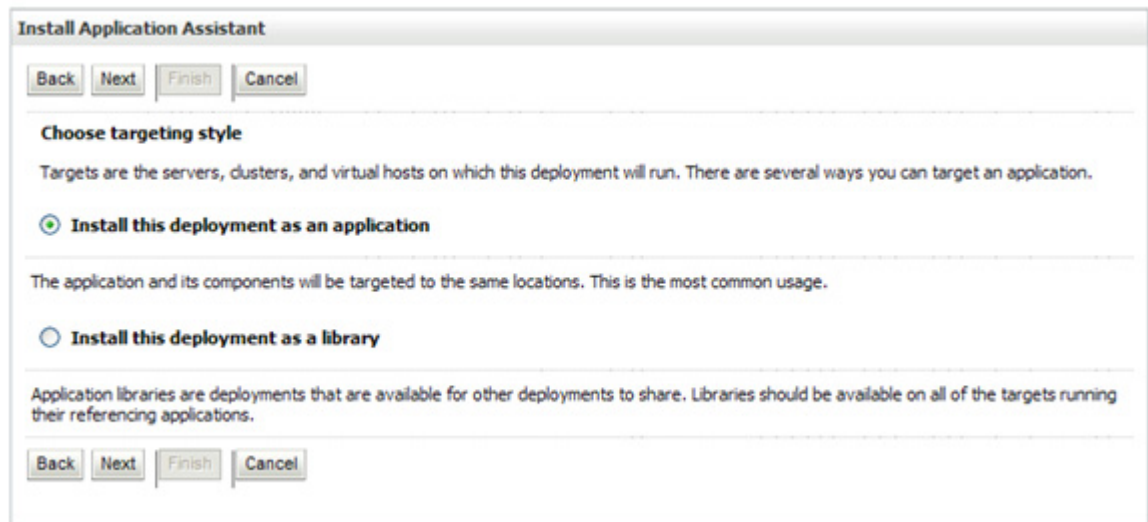 Install Application Assistant
Back Next Finish Cancel
Choose targeting style
Targets are the servers, clusters, and virtual hosts on which this deployment will run. There are several ways you can target an application.
Install this deployment as an application
The application and its components will be targeted to the same locations. This is the most common usage.
Install this deployment as a library
Application libraries are deployments that are available for other deployments to share. Libraries should be available on all of the targets running
their referencing applications.
Back Next Finish Cancel